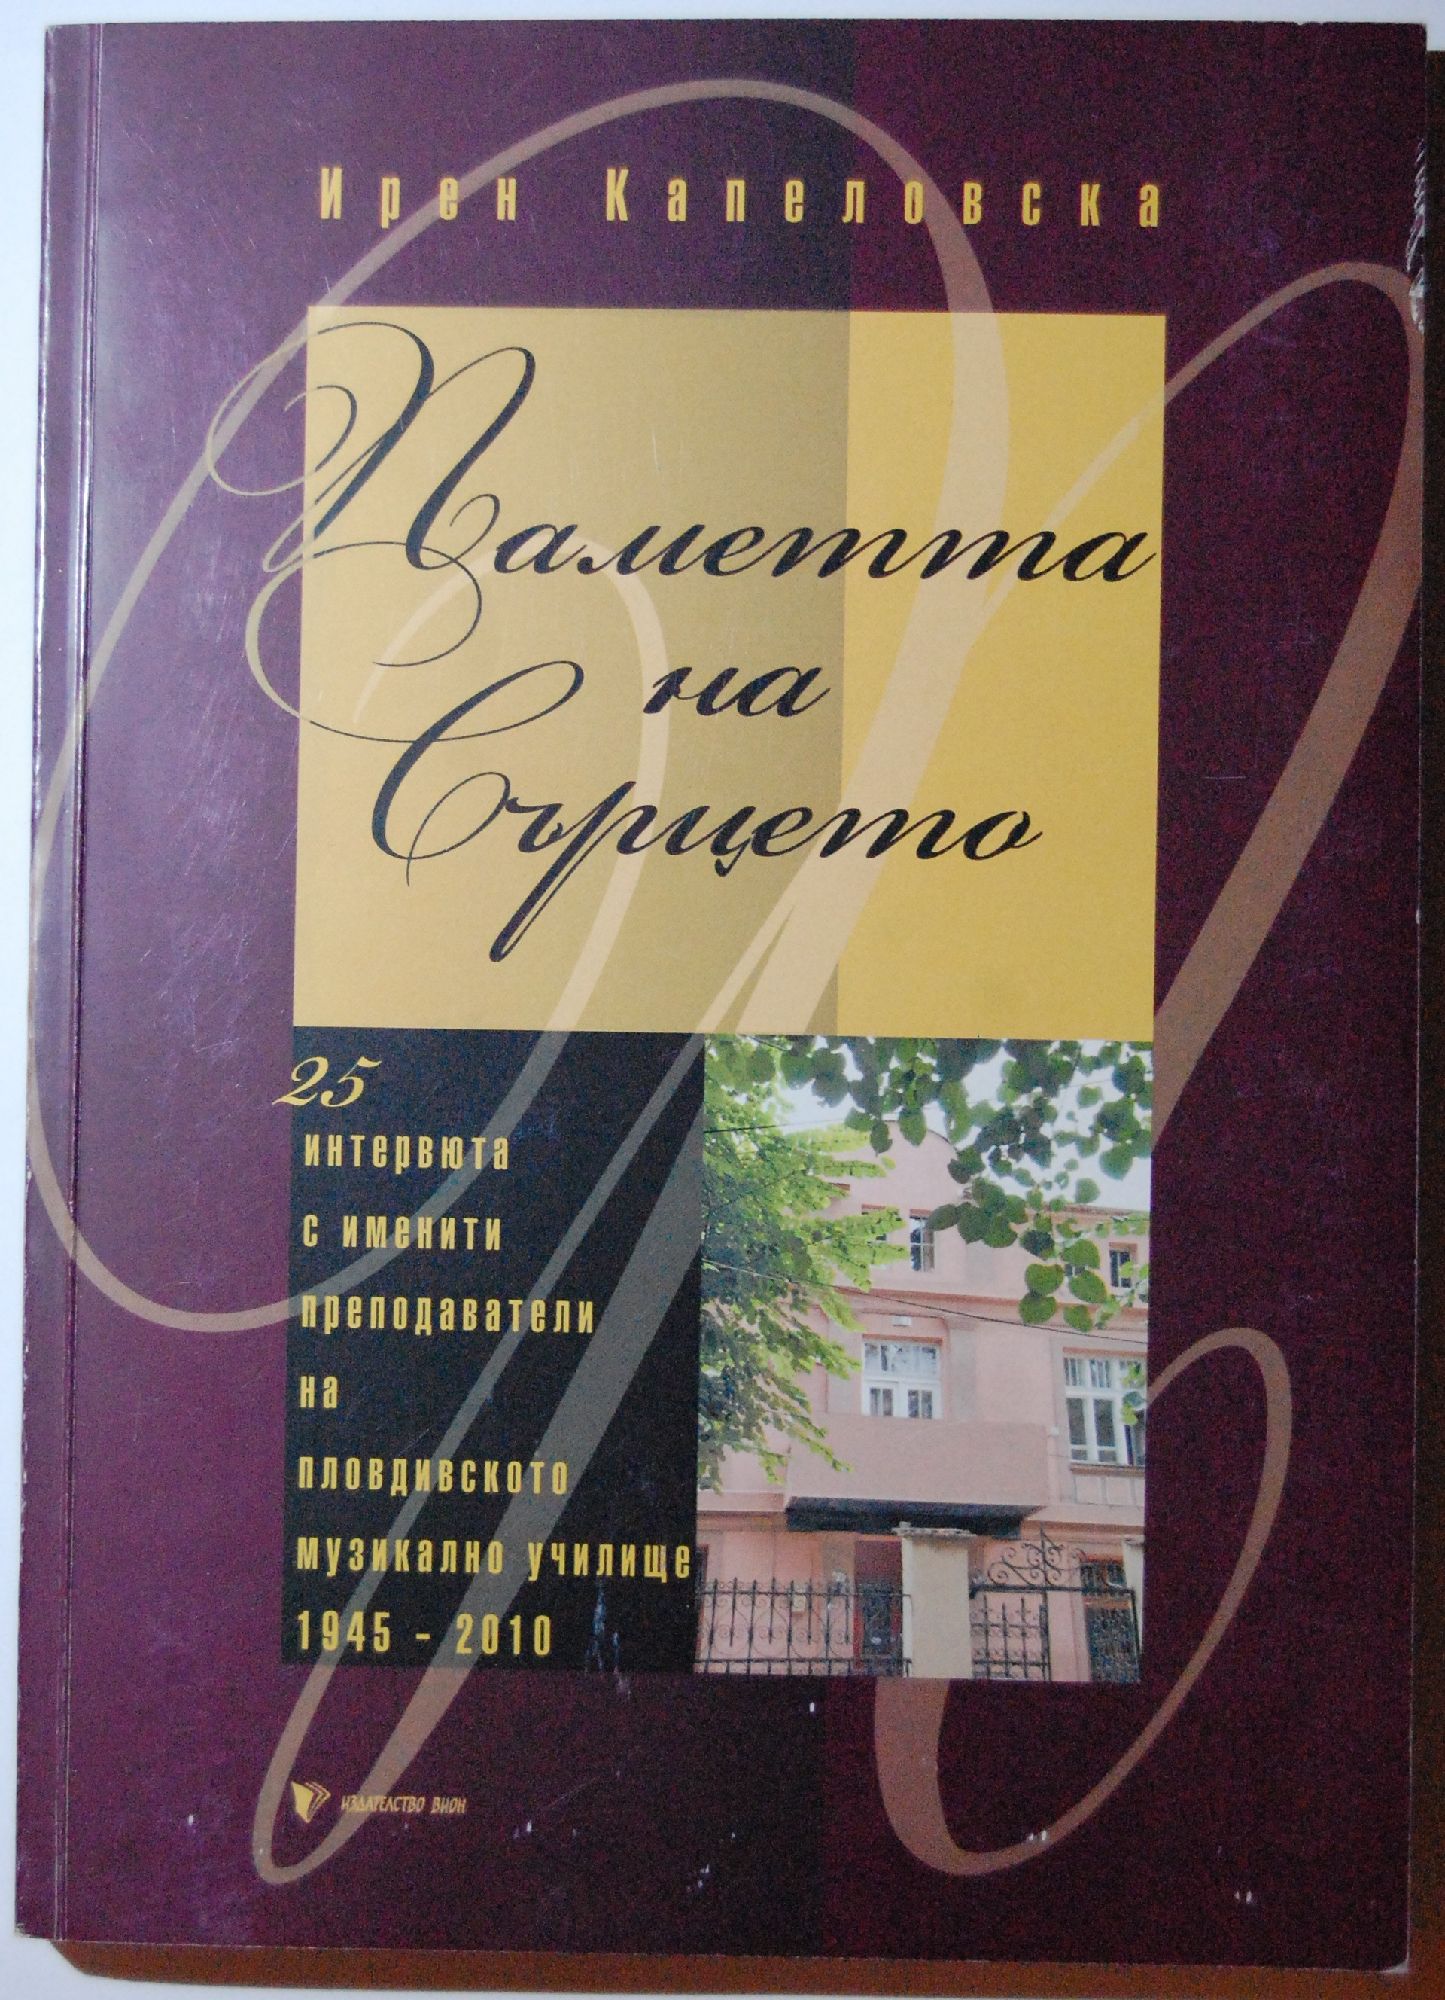 Ирен Капеловска
Паметта
на
Сърцето
25
интервюта
с именити
преподаватели
на
пловдивското
музикално училище
1945 - 2010
ИЗДАТЕЛСТВО ВИОН